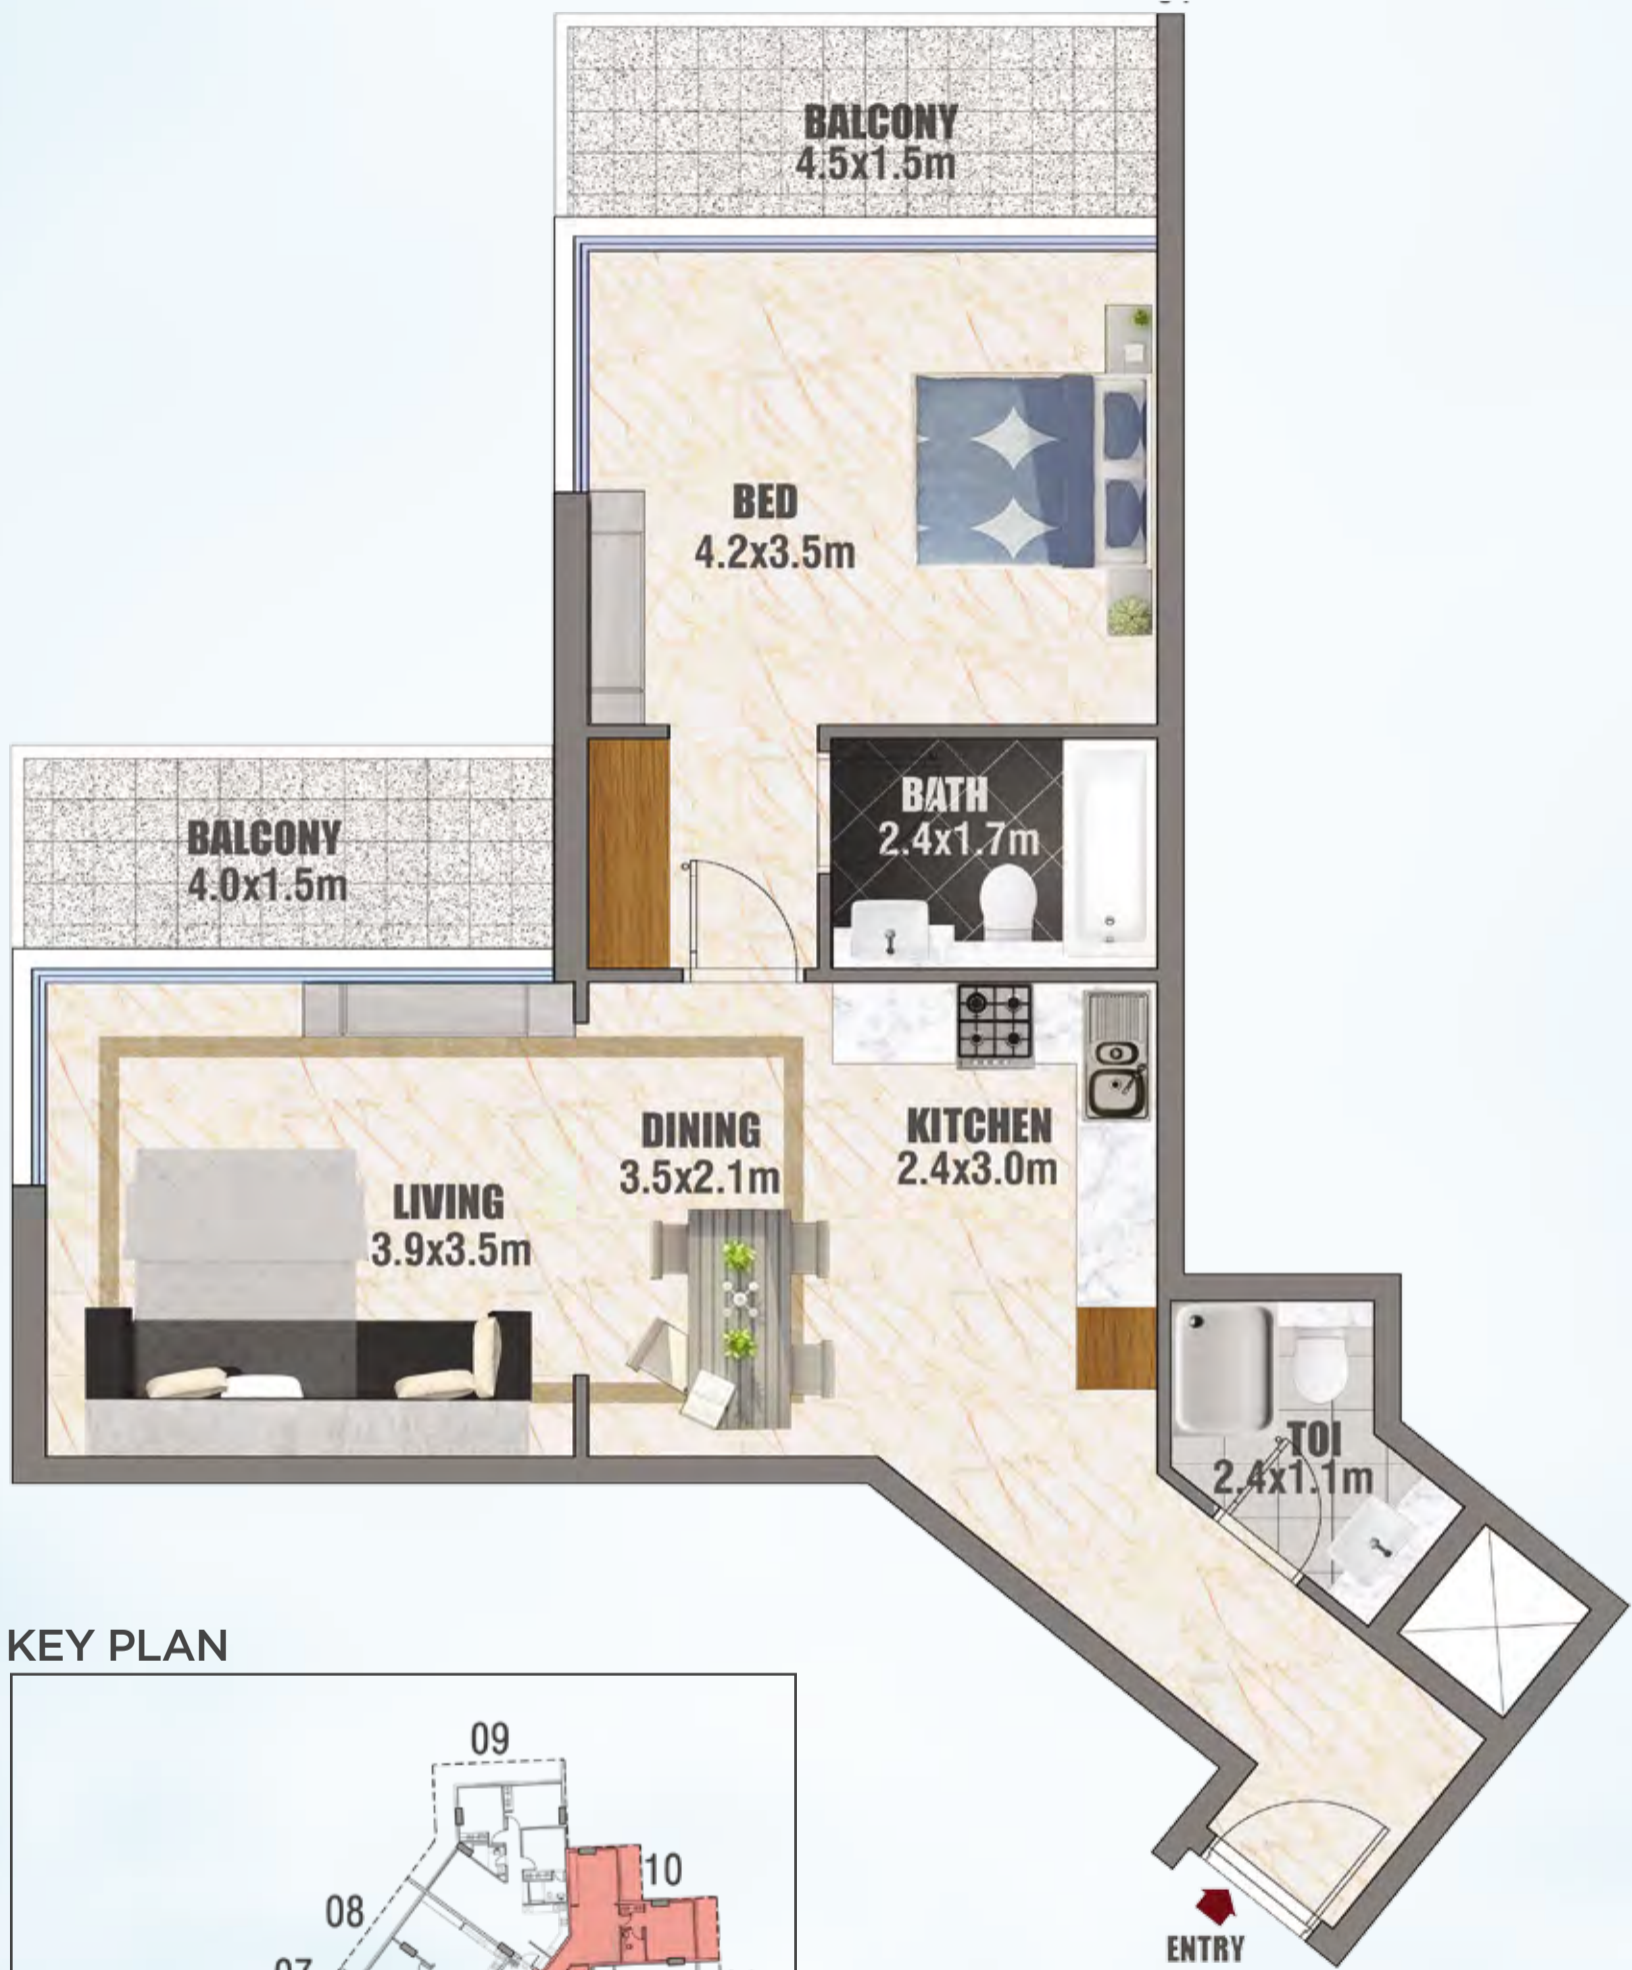 BALCONY
4.5x1.5m
BED
4.2x3.5m
BATH
2.4x1.7m
BALCONY
4.0x1.5m
DINING
3.5x2.1m
KITCHEN
2.4x3.0m
LIVING
3.9x3.5m
TOI
2.4x1.1m
ENTRY
KEY PLAN
09
10
08